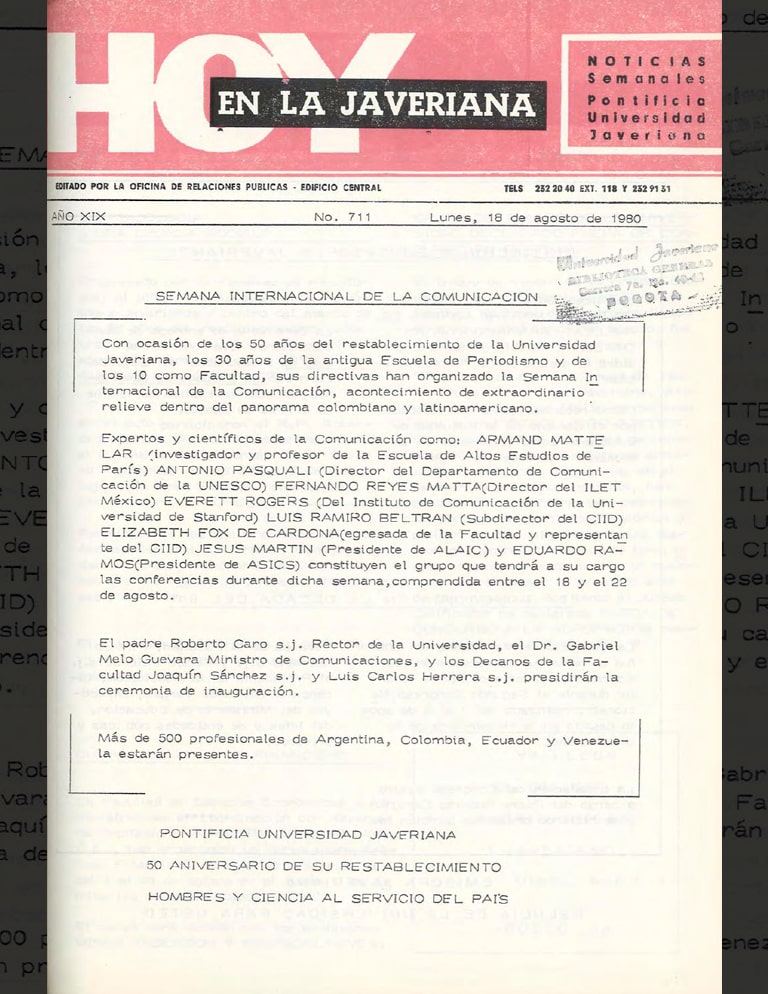 HOY
EN LA JAVERIANA
NOTICIAS
Semanales
Pontificia
Universidad
Javeriana
EDITADO POR LA OFICINA DE RELACIONES PUBLICAS - EDIFICIO CENTRAL TELS 232 20 40 EXT. 118 Y 232 91 31
AÑO XIX No. 711 Lunes, 18 de agosto de 1980
Universidad Javeriana
BIBLIOTECA GENERAL
Carrera 7a. No.
BOGOTA -
SEMANA INTERNACIONAL DE LA COMUNICACION
Con ocasión de los 50 años del restablecimiento de la Universidad
Javeriana, los 30 años de la antigua Escuela de Periodismo y de
los 10 como Facultad, sus directivas han organizado la Semana In
ternacional de la Comunicación, acontecimiento de extraordinario
relieve dentro del panorama colombiano y latinoamericano.
Expertos y científicos de la Comunicación como: ARMAND MATTE
LAR (investigador y profesor de la Escuela de Altos Estudios de
París) ANTONIO PASQUALI (Director del Departamento de Comuni-
cación de la UNESCO) FERNANDO REYES MATTA(Director del ILET
México) EVERETT ROGERS (Del Instituto de Comunicación de la Uni-
versidad de Stanford) LUIS RAMIRO BELTRAN (Subdirector del CIID)
ELIZABETH FOX DE CARDONA(egresada de la Facultad y representan
te del CIID) JESUS MARTIN (Presidente de ALAIC) y EDUARDO RA-
MOS(Presidente de ASICS) constituyen el grupo que tendrá a su cargo
las conferencias durante dicha semana,comprendida entre el 18 y el 22
de agosto.
El padre Roberto Caro s.j. Rector de la Universidad, el Dr. Gabriel
Melo Guevara Ministro de Comunicaciones, y los Decanos de la Fa-
cultad Joaquín Sánchez s.j. y Luis Carlos Herrera s.j. presidirán la
ceremonia de inauguración.
Más de 500 profesionales de Argentina, Colombia, Ecuador y Venezue-
la estarán presentes.
PONTIFICIA UNIVERSIDAD JAVERIANA
50 ANIVERSARIO DE SU RESTABLECIMIENTO
HOMBRES Y CIENCIA AL SERVICIO DEL PAÍS